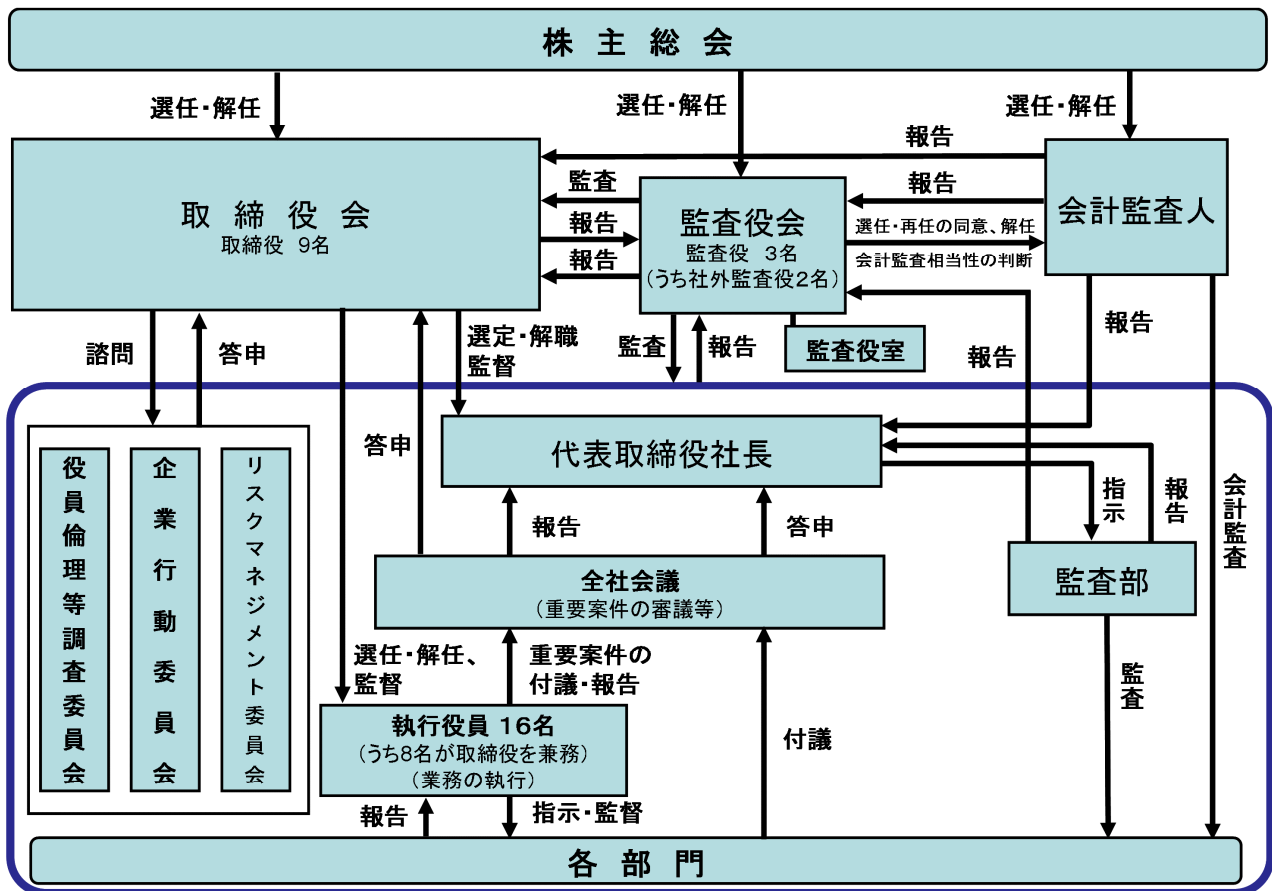 株主総会
選任・解任
選任・解任
選任・解任
取締役会
取締役 9名
監査
報告
報告
報告
報告
監査役会
監査役 3名
(うち社外監査役2名)
選任・再任の同意、解任
会計監査相当性の判断
会計監査人
監査役室
諮問
答申
選定・解職
監督
監査
報告
報告
報告
役員倫理等調査委員会
企業行動委員会
リスクマネジメント委員会
答申
代表取締役社長
報告
答申
指示
報告
会計監査
全社会議
(重要案件の審議等)
監査部
選任・解任、
監督
重要案件の
付議・報告
監査
執行役員 16名
(うち8名が取締役を兼務)
(業務の執行)
付議
報告
指示・監督
各部門